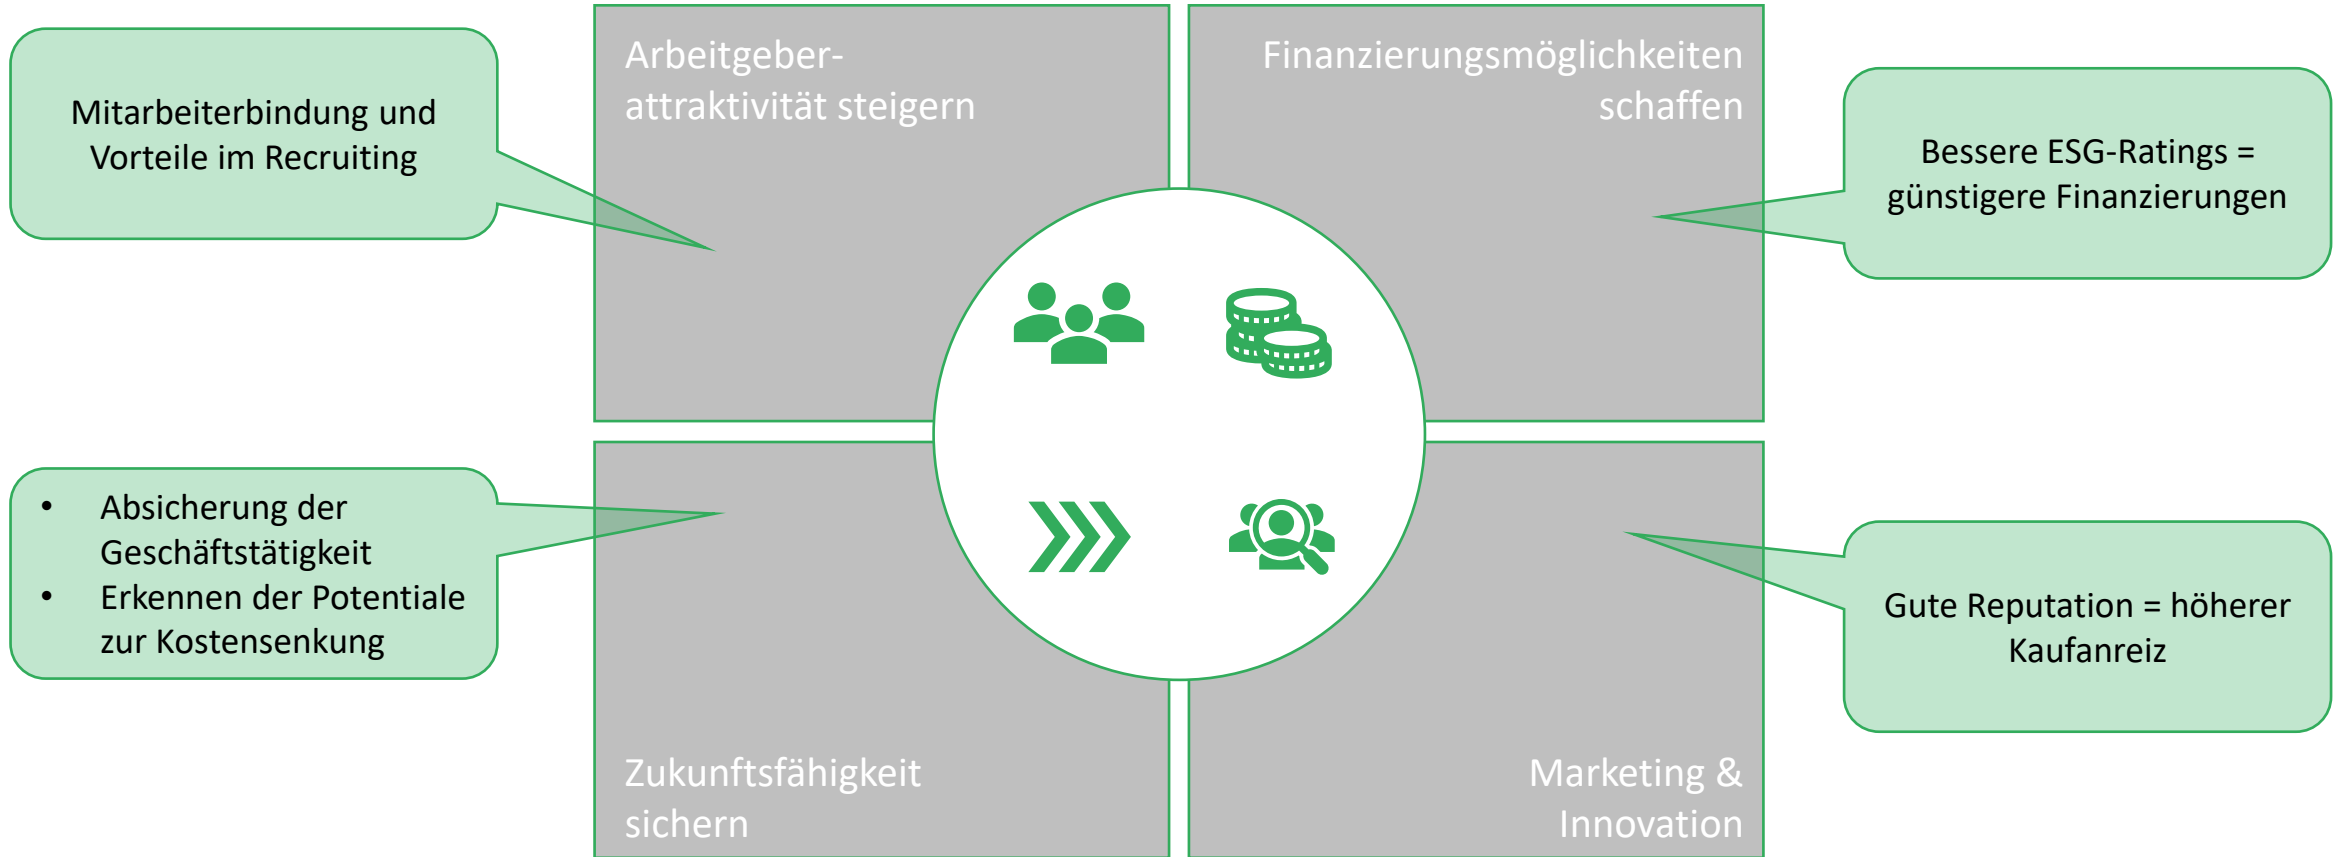 Arbeitgeber-
attraktivität steigern
Finanzierungsmöglichkeiten
schaffen
Mitarbeiterbindung und
Vorteile im Recruiting
Bessere ESG-Ratings =
günstigere Finanzierungen
• Absicherung der
Geschäftstätigkeit
• Erkennen der Potentiale
zur Kostensenkung
Gute Reputation = höherer
Kaufanreiz
Zukunftsfähigkeit
sichern
Marketing &
Innovation